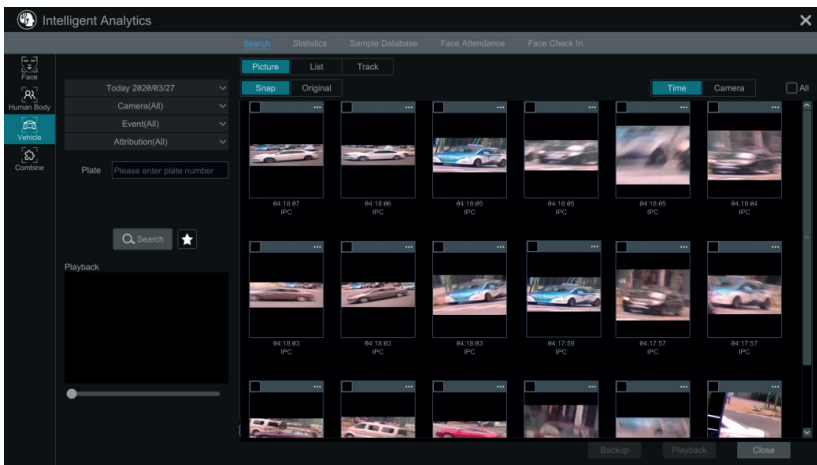 Intelligent Analytics
Search Statistics Sample Database Face Attendance Face Check In
Face
Human Body
Vehicle
Combine
Today 2020/03/27
Camera(All)
Event(All)
Attribution(All)
Plate Please enter plate number
Search
Playback
Picture List Track
Snap Original Time Camera All
04:18:07 04:18:06 04:18:05 04:18:05 04:18:05 04:18:04
IPC IPC IPC IPC IPC IPC
04:18:03 04:18:03 04:18:03 04:17:59 04:17:57 04:17:57
IPC IPC IPC IPC IPC IPC
Backup Playback Close